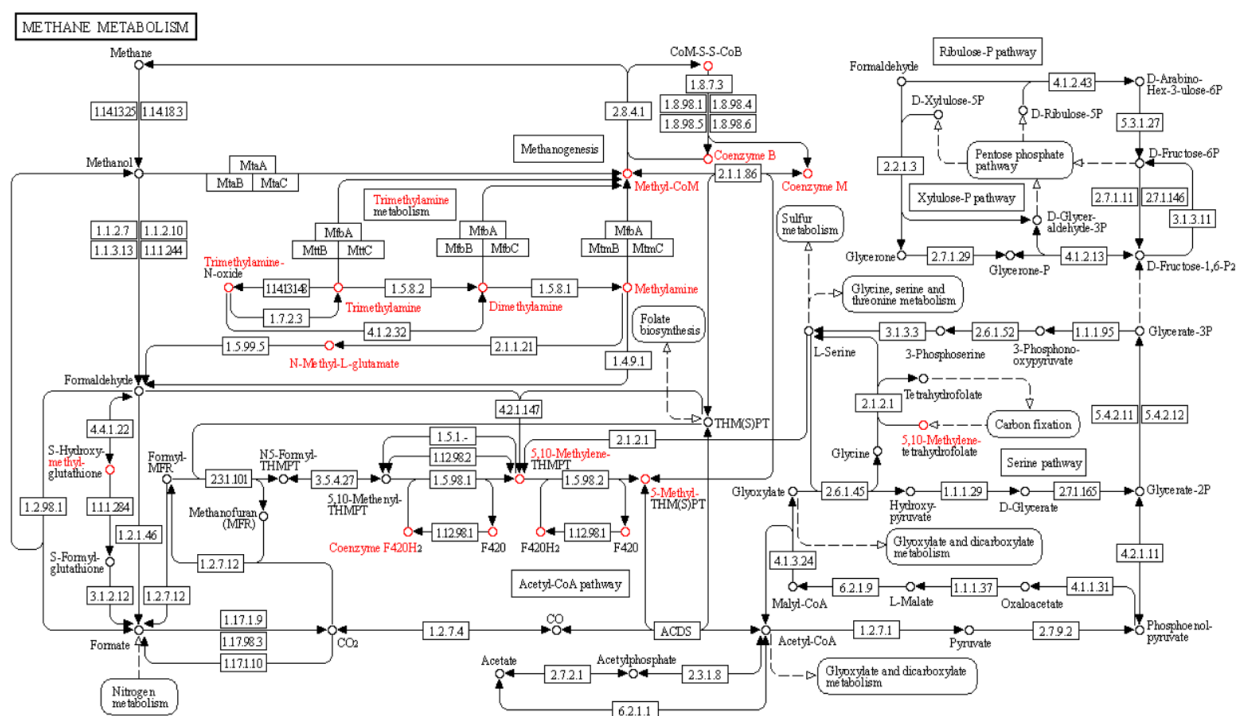 METHANE METABOLISM
Methane
CoM-S-S-CoB
Ribulose-P pathway
Formaldehyde
4.1.2.43
D-Arabino-
Hex-3-ulose-6P
1.8.7.3
1.14.13.25
1.14.18.3
2.8.4.1
1.8.98.1
1.8.98.4
1.8.98.5
1.8.98.6
D-Xylulose-5P
D-Ribulose-5P
5.3.1.27
Methanogenesis
Coenzyme B
Methanol
MtaA
MtaB
MtaC
Methyl-CoM
2.1.1.86
Coenzyme M
2.2.1.3
Pentose phosphate
pathway
D-Fructose-6P
Xylulose-P pathway
2.7.1.11
2.7.1.146
3.1.3.11
Trimethylamine
metabolism
Sulfur
metabolism
D-Glycer-
aldehyde-3P
1.1.2.7
1.1.2.10
1.1.3.13
1.1.1.244
MfbA
MttB
MttC
MfbA
MfbB
MfbC
MfbA
MtmB
MtmC
Glycerone
2.7.1.29
Glycerone-P
4.1.2.13
D-Fructose-1,6-P2
Trimethylamine-
N-oxide
1.14.13.148
Trimethylamine
1.5.8.2
Dimethylamine
1.5.8.1
Methylamine
1.7.2.3
4.1.2.32
Glycine, serine and
threonine metabolism
Folate
biosynthesis
1.5.99.5
N-Methyl-L-glutamate
2.1.1.21
1.4.9.1
L-Serine
3.1.3.3
3-Phosphoserine
2.6.1.52
3-Phosphono-
oxypyruvate
1.1.1.95
Glycerate-3P
Formaldehyde
Tetrahydrofolate
2.1.2.1
Carbon fixation
5,10-Methylene-
tetrahydrofolate
5.4.2.11
5.4.2.12
4.2.1.147
THM(S)PT
4.4.1.22
S-Hydroxy-
methyl-
glutathione
Formyl-
MFR
2.3.1.101
N5-Formyl-
THMPT
3.5.4.27
1.5.1.-
1.12.98.2
5,10-Methenyl-
THMPT
1.5.98.1
5,10-Methylene-
THMPT
2.1.2.1
1.5.98.2
5-Methyl-
THM(S)PT
Glycine
Serine pathway
Glyoxylate
2.6.1.45
Hydroxy-
pyruvate
1.1.1.29
D-Glycerate
2.7.1.165
Glycerate-2P
1.2.98.1
1.1.1.284
1.2.1.46
Methanofuran
(MFR)
Coenzyme F420H2
1.12.98.1
F420
F420H2
1.12.98.1
F420
Glyoxylate and dicarboxylate
metabolism
S-Formyl-
glutathione
1.2.7.12
4.1.3.24
4.2.1.11
3.1.2.12
1.2.7.12
Acetyl-CoA pathway
Malyl-CoA
6.2.1.9
L-Malate
1.1.1.37
Oxaloacetate
4.1.1.31
Formate
1.17.1.9
1.17.98.3
1.17.1.10
CO2
1.2.7.4
CO
ACDS
Acetyl-CoA
1.2.7.1
Pyruvate
2.7.9.2
Phosphoenol-
pyruvate
Nitrogen
metabolism
Acetate
2.7.2.1
Acetylphosphate
2.3.1.8
6.2.1.1
Glyoxylate and dicarboxylate
metabolism